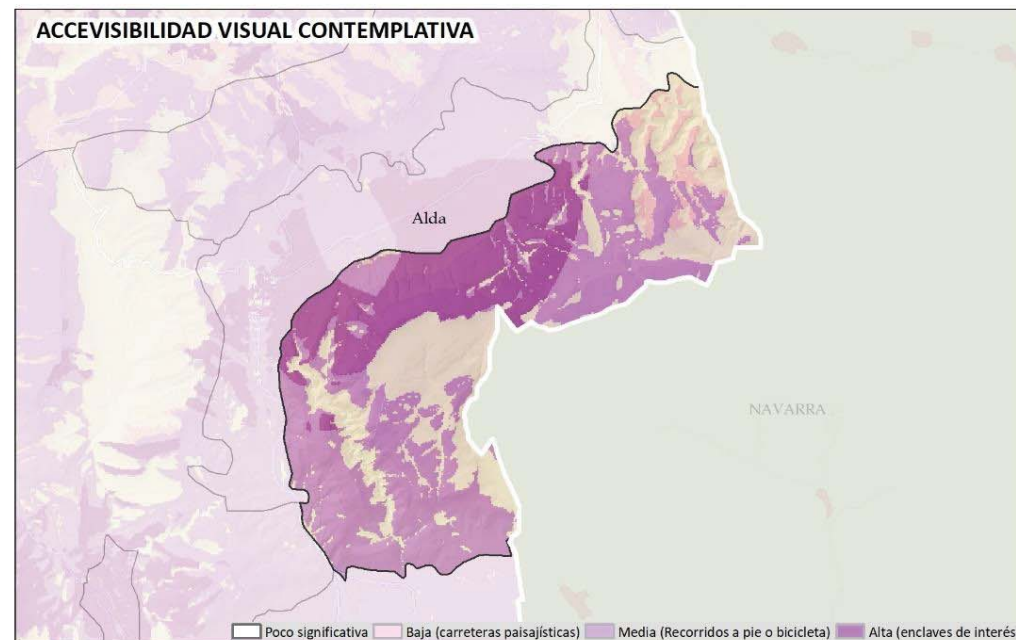 ACCEVISIBILIDAD VISUAL CONTEMPLATIVA
Alda
NAVARRA
Poco significativa Baja (carreteras paisajísticas) Media (Recorridos a pie o bicicleta) Alta (enclaves de interés